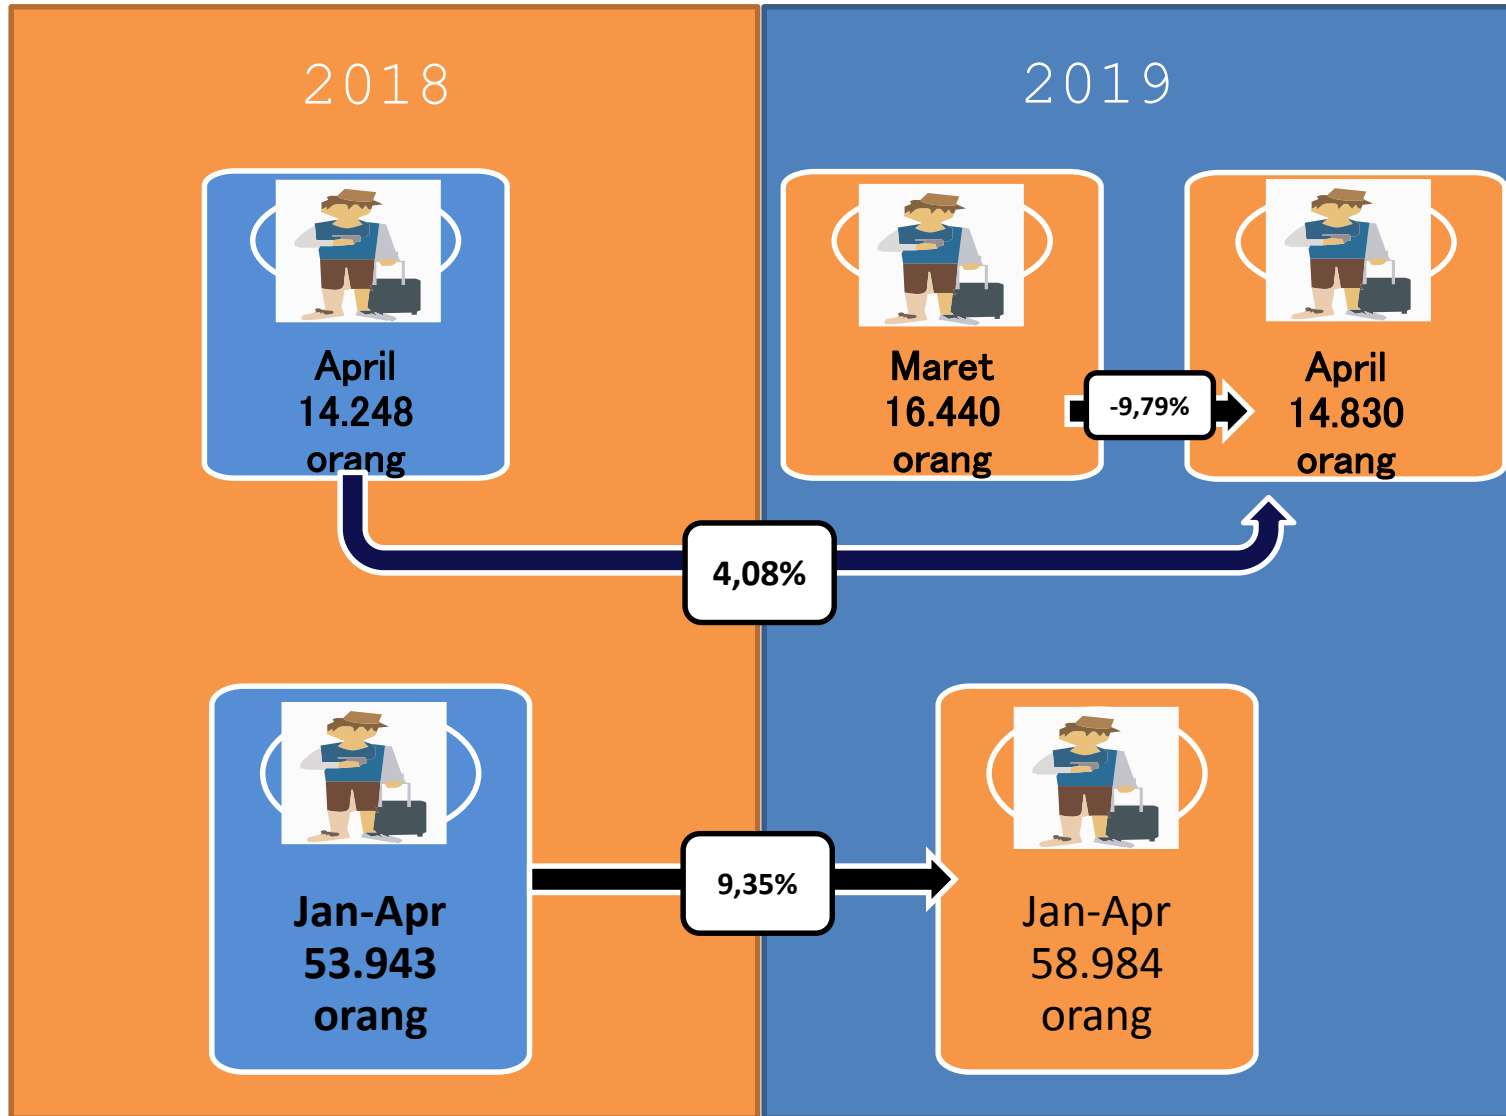 2018
2019
April
14.248
orang
Maret
16.440
orang
-9,79%
April
14.830
orang
4,08%
Jan-Apr
53.943
orang
9,35%
Jan-Apr
58.984
orang